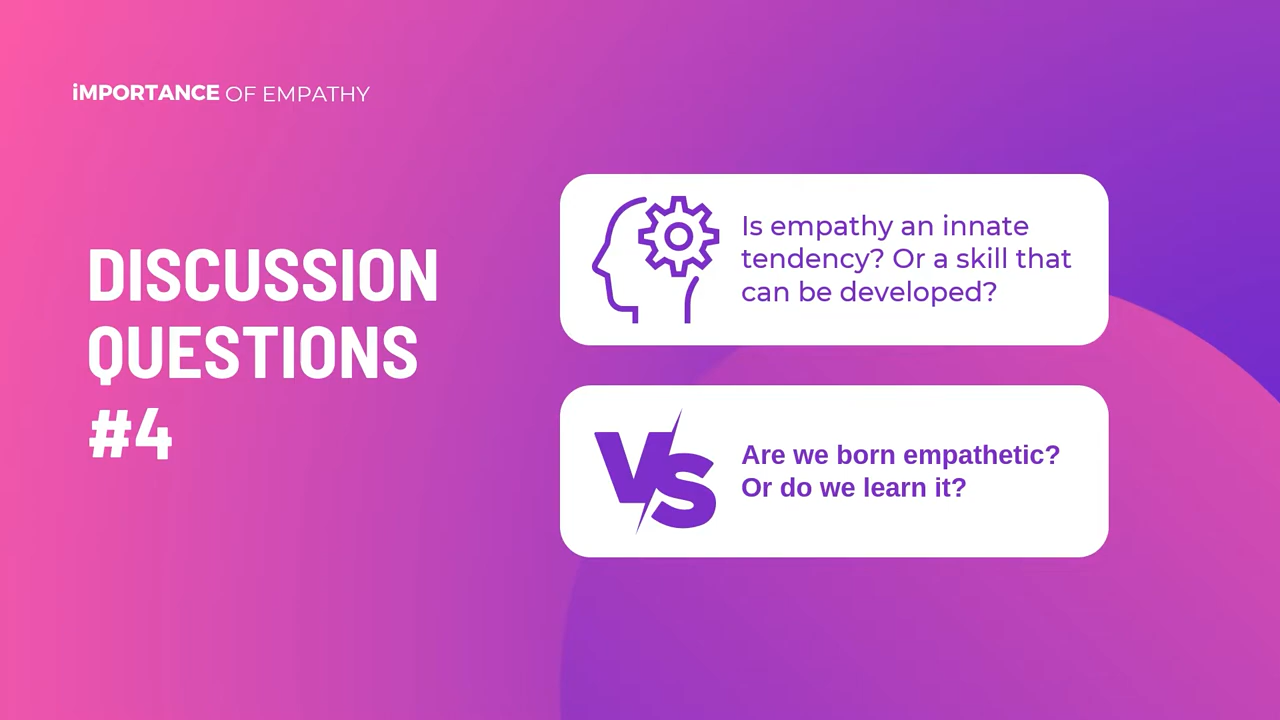 iMPORTANCE OF EMPATHY
DISCUSSION
QUESTIONS
#4
Is empathy an innate
tendency? Or a skill that
can be developed?
VS
Are we born empathetic?
Or do we learn it?